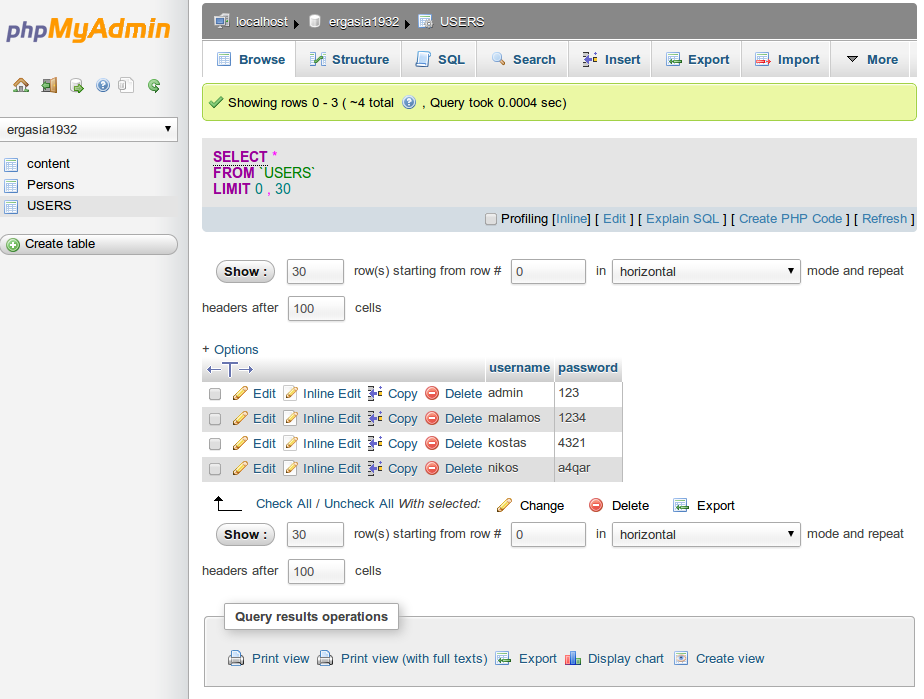 phpMyAdmin
ergasia1932
content
Persons
USERS
Create table
localhost ergasia1932 USERS
Browse Structure SQL Search Insert Export Import More
Showing rows 0 - 3 ( ~4 total , Query took 0.0004 sec)
SELECT *
FROM `USERS`
LIMIT 0 , 30
Profiling [Inline] [ Edit ] [ Explain SQL ] [ Create PHP Code ] [ Refresh ]
Show : 30 row(s) starting from row # 0 in horizontal mode and repeat
headers after 100 cells
+ Options
username password
Edit Inline Edit Copy Delete admin 123
Edit Inline Edit Copy Delete malamos 1234
Edit Inline Edit Copy Delete kostas 4321
Edit Inline Edit Copy Delete nikos a4qar
Check All / Uncheck All With selected: Change Delete Export
Show : 30 row(s) starting from row # 0 in horizontal mode and repeat
headers after 100 cells
Query results operations
Print view Print view (with full texts) Export Display chart Create view